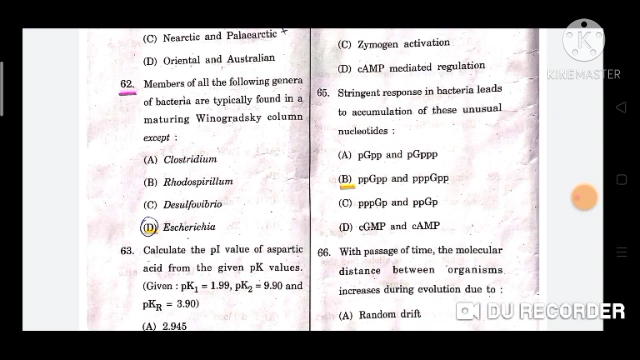 (C) Nearctic and Palaearctic
(D) Oriental and Australian
62. Members of all the following genera
of bacteria are typically found in a
maturing Winogradsky column
except :
(A) Clostridium
(B) Rhodospirillum
(C) Desulfovibrio
(D) Escherichia
63. Calculate the pI value of aspartic
acid from the given pK values.
(Given : pK1 = 1.99, pK2 = 9.90 and
pKR = 3.90)
(A) 2.945
(C) Zymogen activation
(D) cAMP mediated regulation
65. Stringent response in bacteria leads
to accumulation of these unusual
nucleotides :
(A) pGpp and pGppp
(B) ppGpp and pppGpp
(C) pppGp and ppGp
(D) cGMP and cAMP
66. With passage of time, the molecular
distance between organisms
increases during evolution due to :
(A) Random drift
KINEMASTER
DU RECORDER